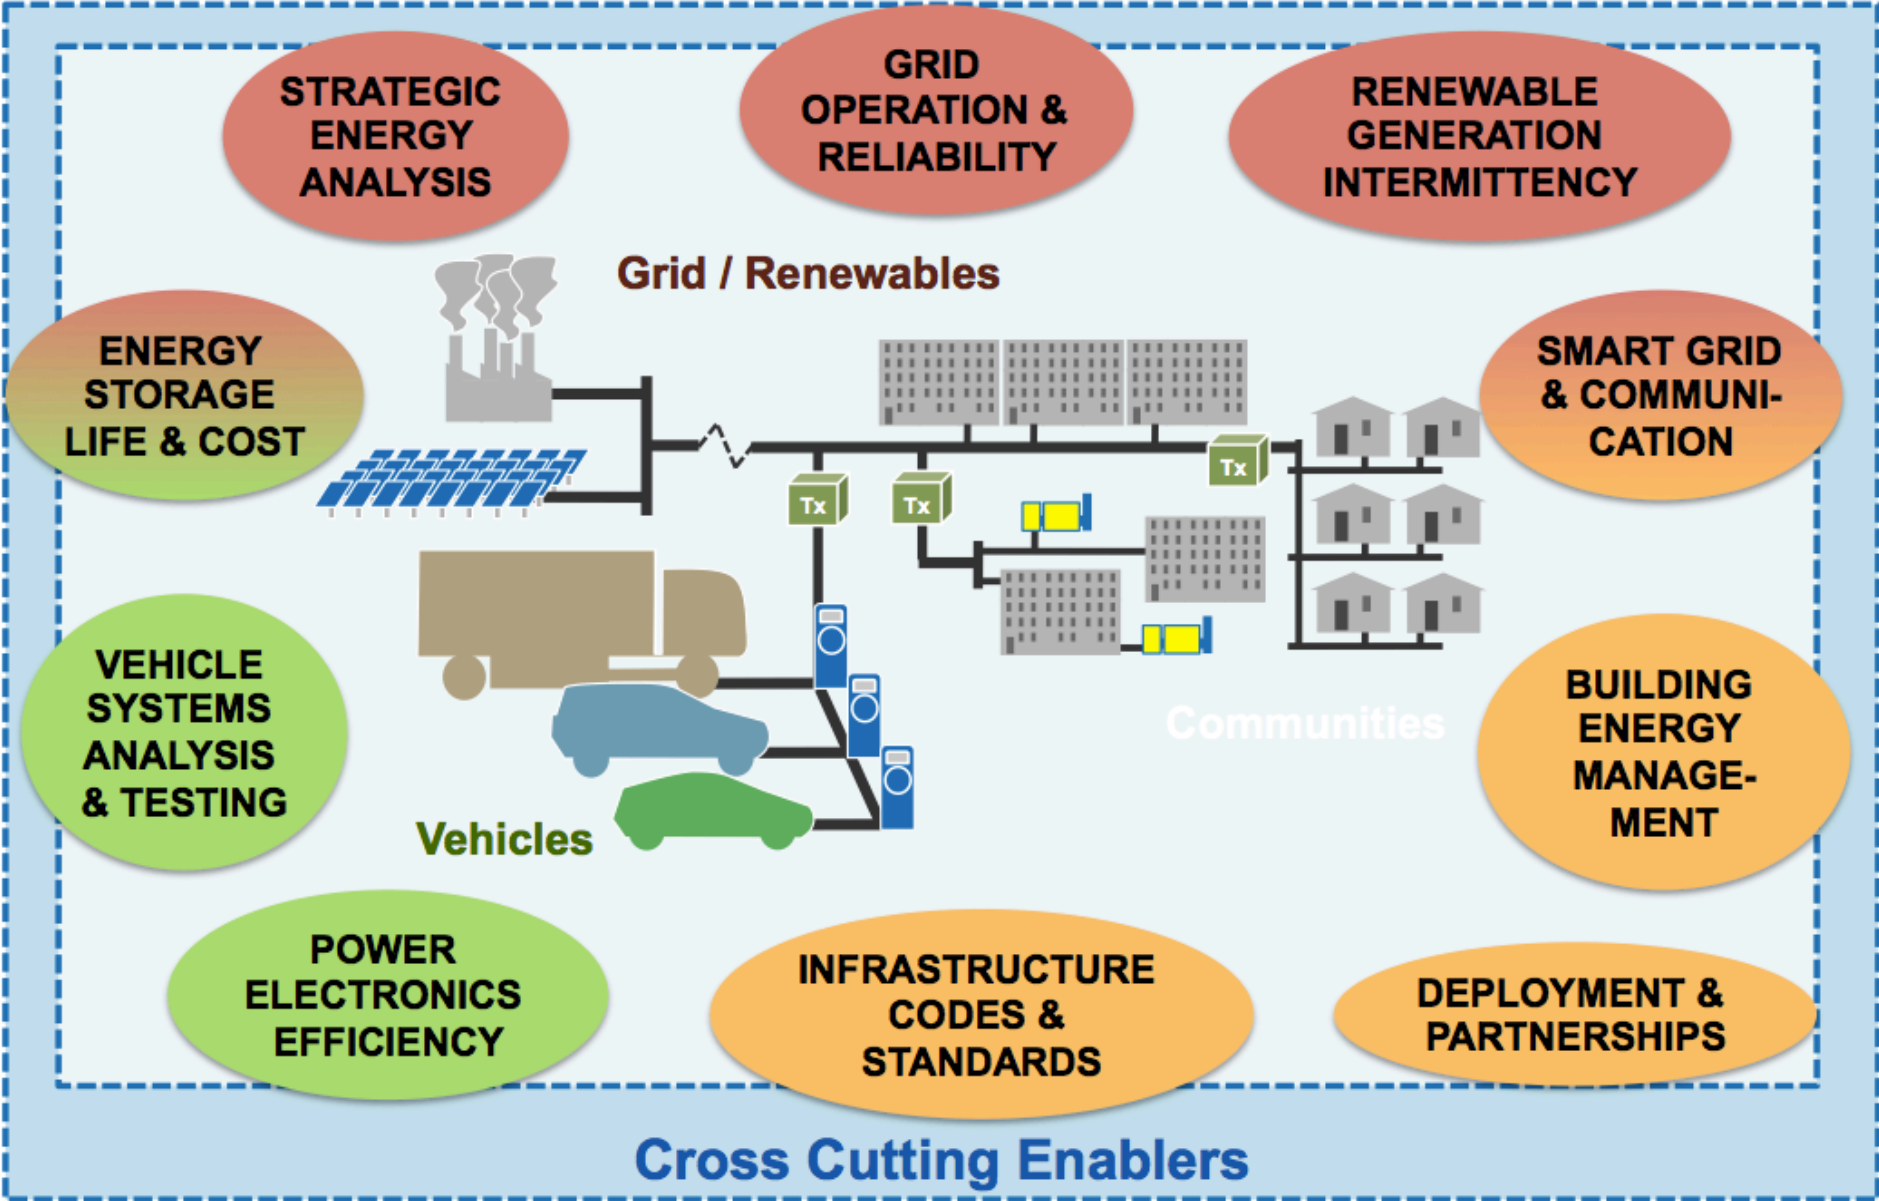 STRATEGIC
ENERGY
ANALYSIS
GRID
OPERATION &
RELIABILITY
RENEWABLE
GENERATION
INTERMITTENCY
Grid / Renewables
ENERGY
STORAGE
LIFE & COST
SMART GRID
& COMMUNI-
CATION
Tx
Tx
Tx
VEHICLE
SYSTEMS
ANALYSIS
& TESTING
Communities
BUILDING
ENERGY
MANAGE-
MENT
Vehicles
POWER
ELECTRONICS
EFFICIENCY
INFRASTRUCTURE
CODES &
STANDARDS
DEPLOYMENT &
PARTNERSHIPS
Cross Cutting Enablers